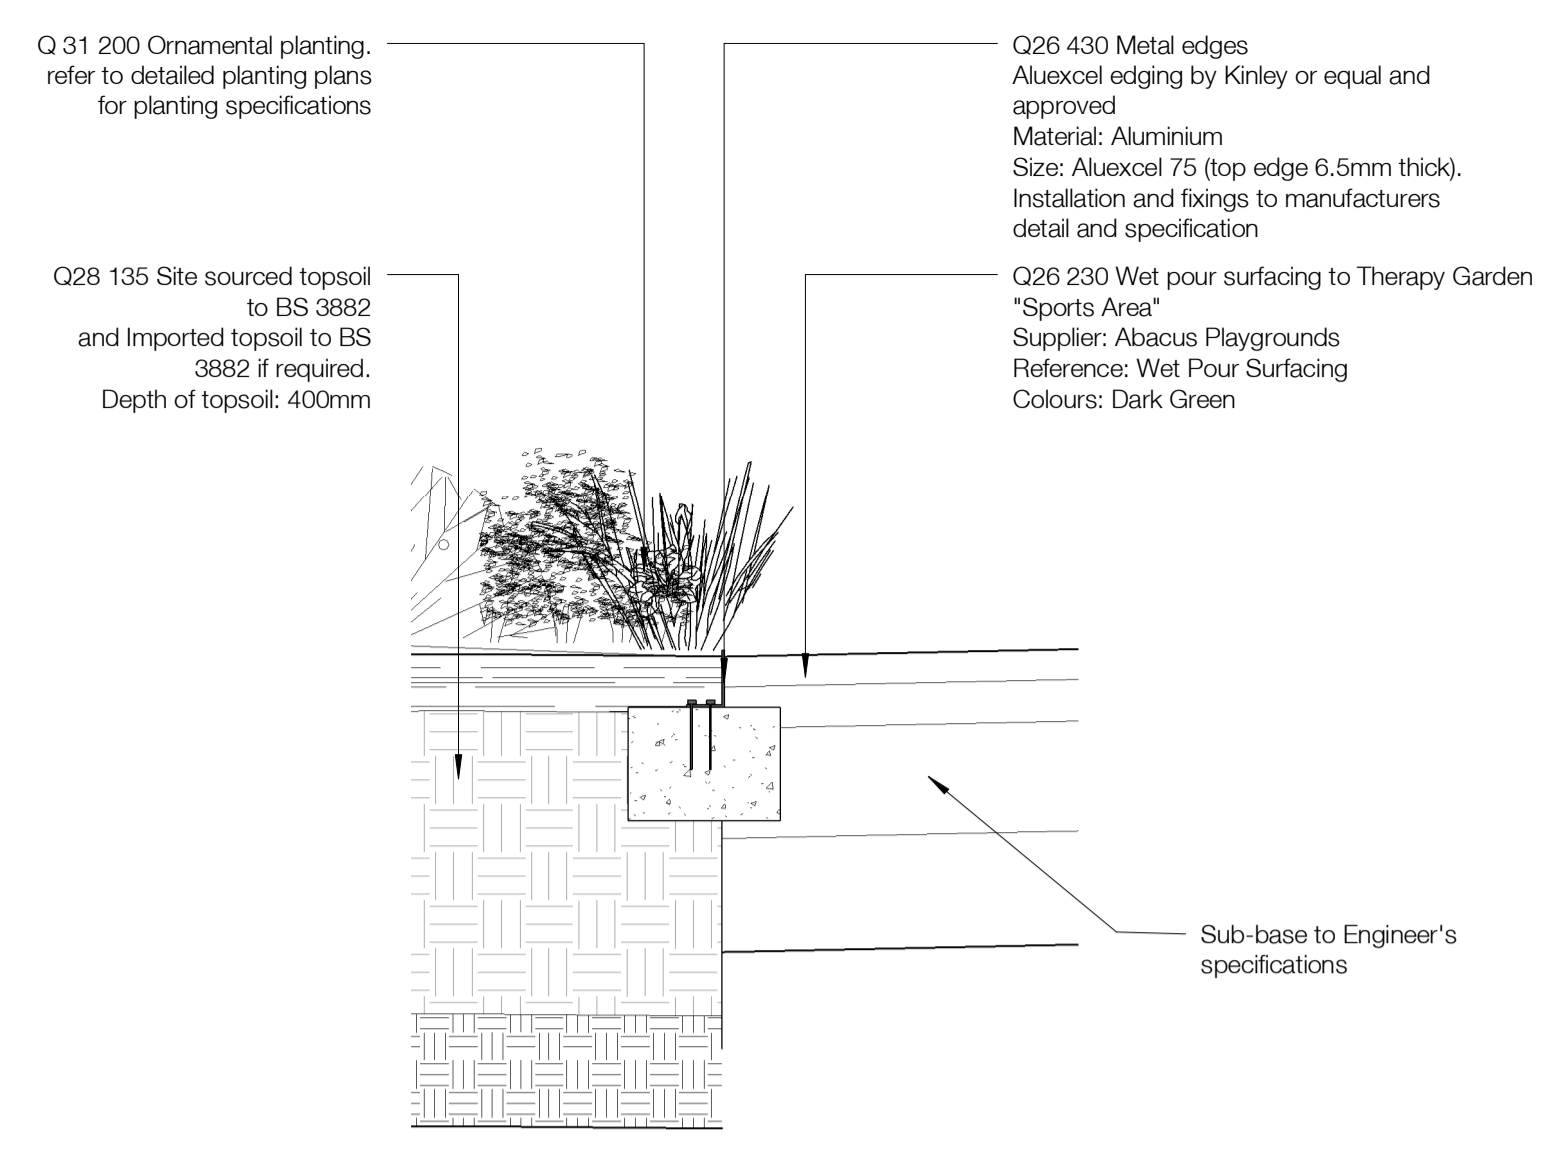 Q 31 200 Ornamental planting.
refer to detailed planting plans
for planting specifications
Q26 430 Metal edges
Aluexcel edging by Kinley or equal and
approved
Material: Aluminium
Size: Aluexcel 75 (top edge 6.5mm thick).
Installation and fixings to manufacturers
detail and specification
Q28 135 Site sourced topsoil
to BS 3882
and Imported topsoil to BS
3882 if required.
Depth of topsoil: 400mm
Q26 230 Wet pour surfacing to Therapy Garden
"Sports Area"
Supplier: Abacus Playgrounds
Reference: Wet Pour Surfacing
Colours: Dark Green
Sub-base to Engineer's
specifications